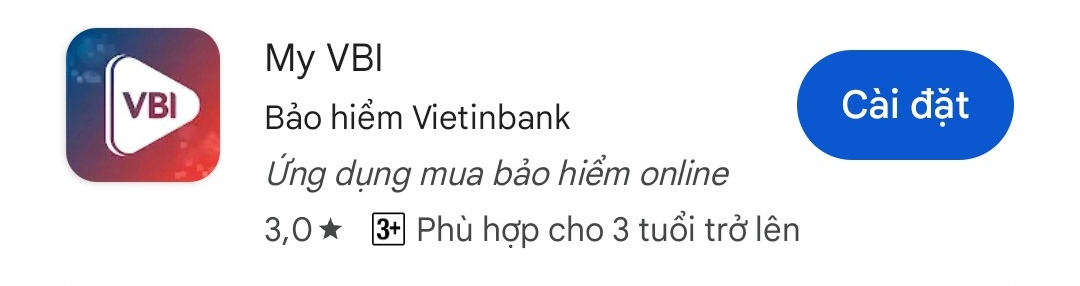 My VBI
VBI
Bảo hiểm Vietinbank
Cài đặt
Ứng dụng mua bảo hiểm online
3,0★ 3+ Phù hợp cho 3 tuổi trở lên